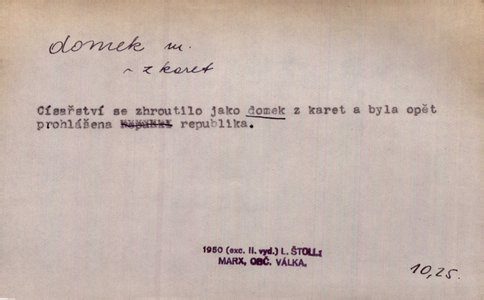 domek m.
~ z karet
Císařství se zhroutilo jako domek z karet a byla opět
prohlášena republika.
1950 (exc. II. vyd.) L. ŠTOLL:
MARX, OBČ. VÁLKA.
10,25.